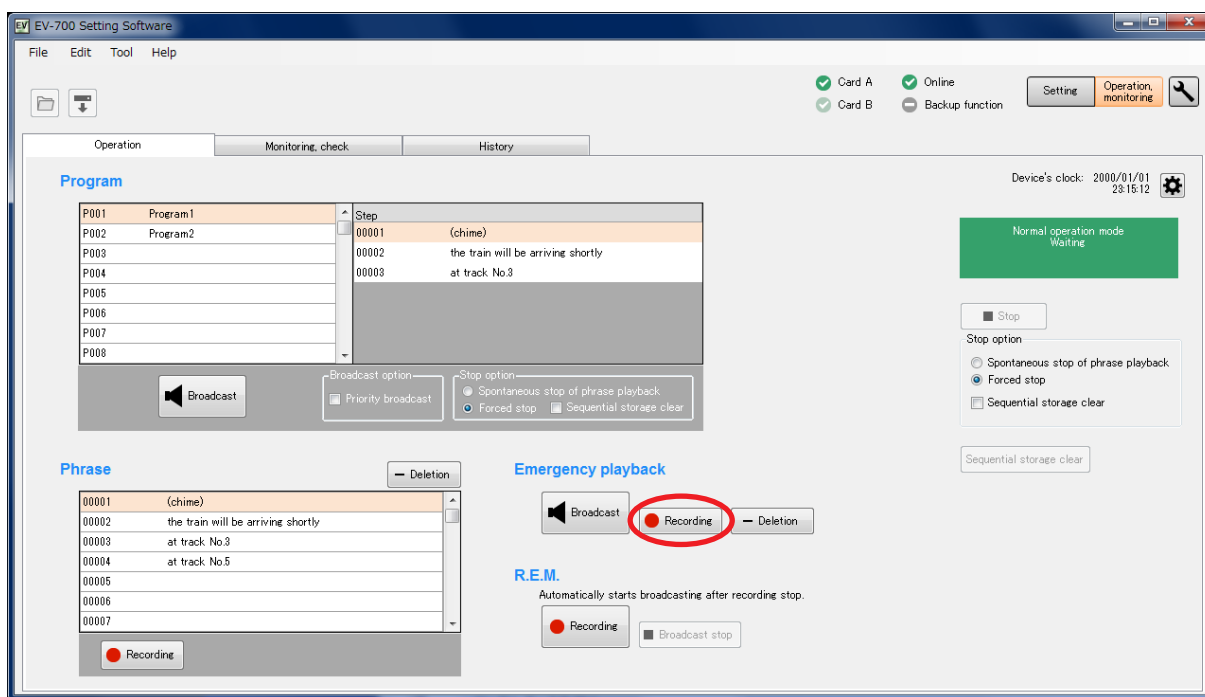 EV EV-700 Setting Software
File Edit Tool Help
Card A Online
Card B Backup function
Setting Operation,
monitoring
Operation Monitoring, check History
Device's clock: 2000/01/01
23:15:12
Program
P001 Program1
P002 Program2
P003
P004
P005
P006
P007
P008
Step
00001 (chime)
00002 the train will be arriving shortly
00003 at track No.3
Broadcast
Broadcast option
Priority broadcast
Stop option
Spontaneous stop of phrase playback
Forced stop Sequential storage clear
Normal operation mode
Waiting
Stop
Stop option
Spontaneous stop of phrase playback
Forced stop
Sequential storage clear
Sequential storage clear
Phrase
Deletion
00001 (chime)
00002 the train will be arriving shortly
00003 at track No.3
00004 at track No.5
00005
00006
00007
Recording
Emergency playback
Broadcast Recording Deletion
R.E.M.
Automatically starts broadcasting after recording stop.
Recording Broadcast stop